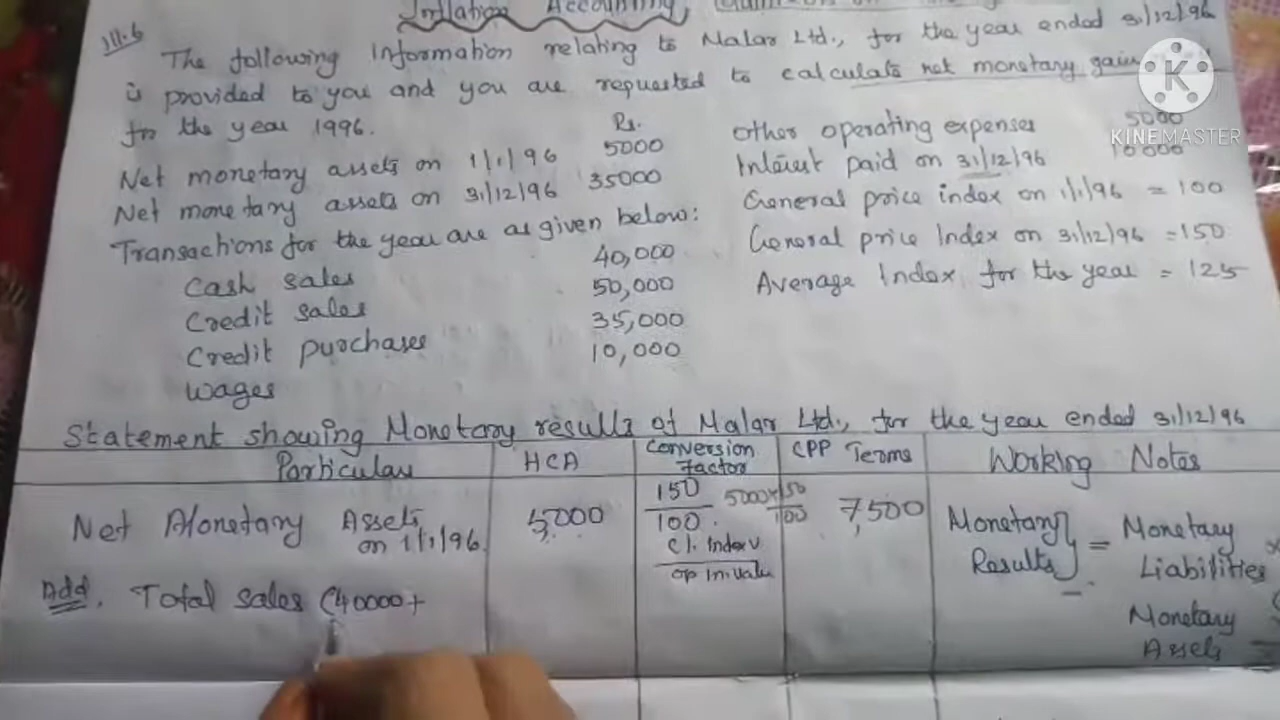 Inflation Accounting,
Ill.6
The following Information relating to Malar Ltd., for the year ended 31/12/96
is provided to you and you are requested to calculate net monetary gain
for the year 1996.
Rs.
Net monetary assets on 1/1/96 5000
Net monetary assets on 31/12/96 35000
Transactions for the year are as given below:
Cash sales 40,000
Credit sales 50,000
Credit purchases 35,000
Wages 10,000
Other operating expenses 5000
Interest paid on 31/12/96 10000
General price index on 1/1/96 = 100
General price Index on 31/12/96 = 150
Average Index for the year = 125
K
KINEMASTER
Statement showing Monetary results of Malar Ltd., for the year ended 31/12/96
Particulars HCA Conversion Factor CPP Terms Working Notes
Net Monetary Assets on 1/1/96 5,000 150/100 5000x150/100 7,500
Cl. Index v
op In. Value
Monetary Results = Monetary Liabilities
Monetary Assets
Add. Total sales (40000+